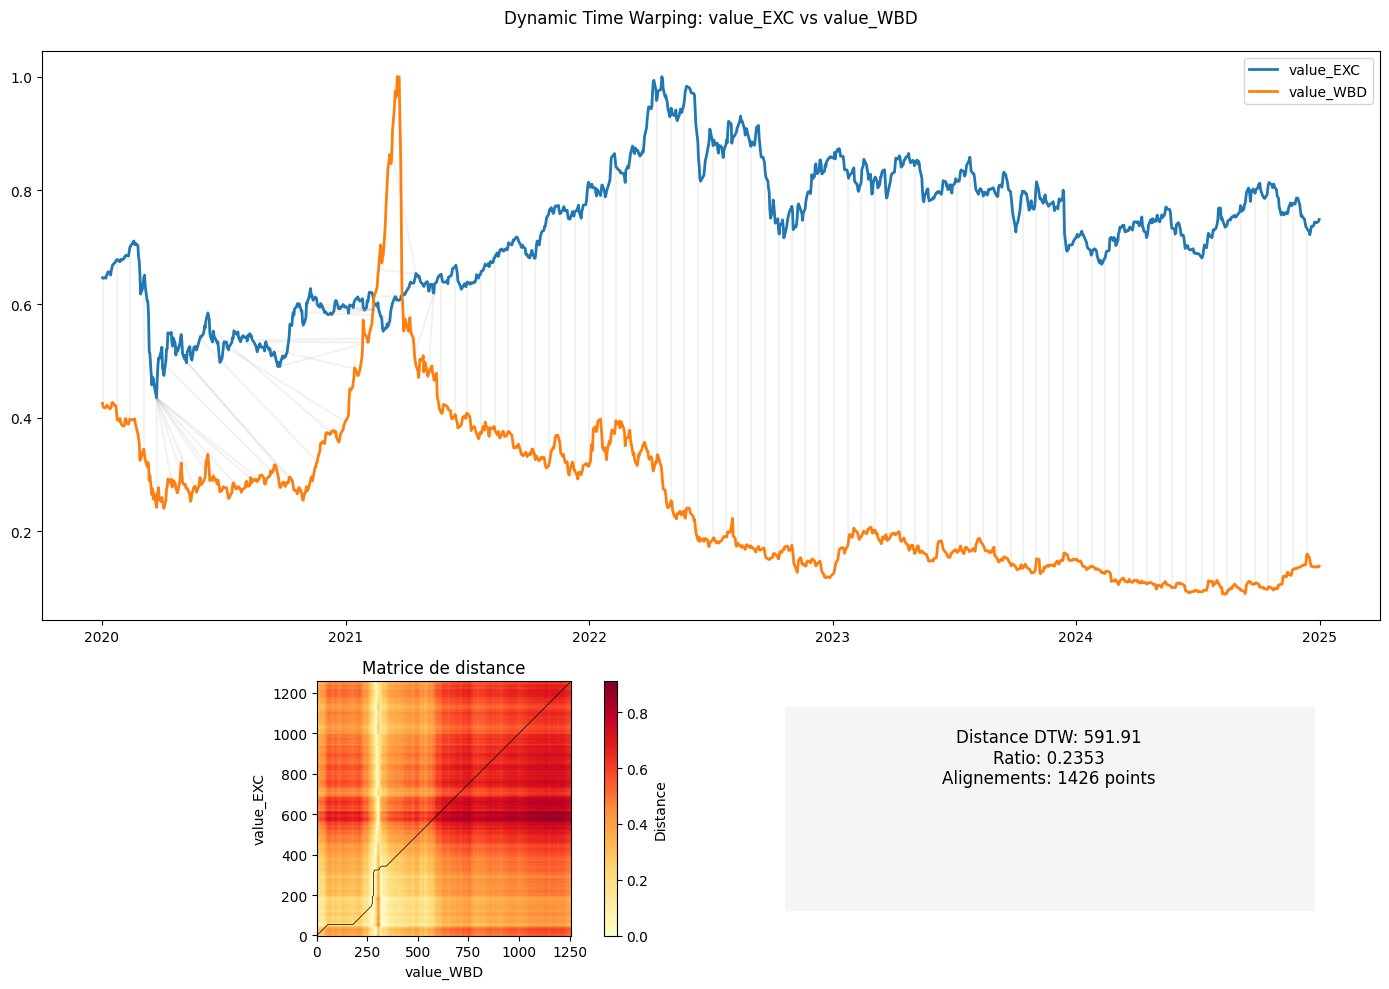 Dynamic Time Warping: value_EXC vs value_WBD
value_EXC
value_WBD
1.0
0.8
0.6
0.4
0.2
2020 2021 2022 2023 2024 2025
Matrice de distance
1200
1000
800
600
400
200
0
value_EXC
0 250 500 750 1000 1250
value_WBD
0.8
0.6
0.4
0.2
0.0
Distance
Distance DTW: 591.91
Ratio: 0.2353
Alignements: 1426 points